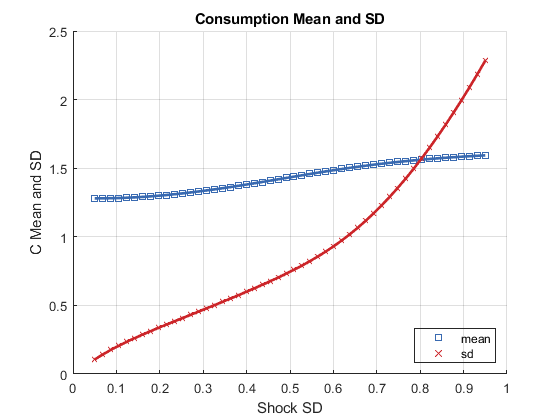 Consumption Mean and SD
2.5
2
1.5
1
0.5
0
C Mean and SD
0 0.1 0.2 0.3 0.4 0.5 0.6 0.7 0.8 0.9 1
Shock SD
mean
sd